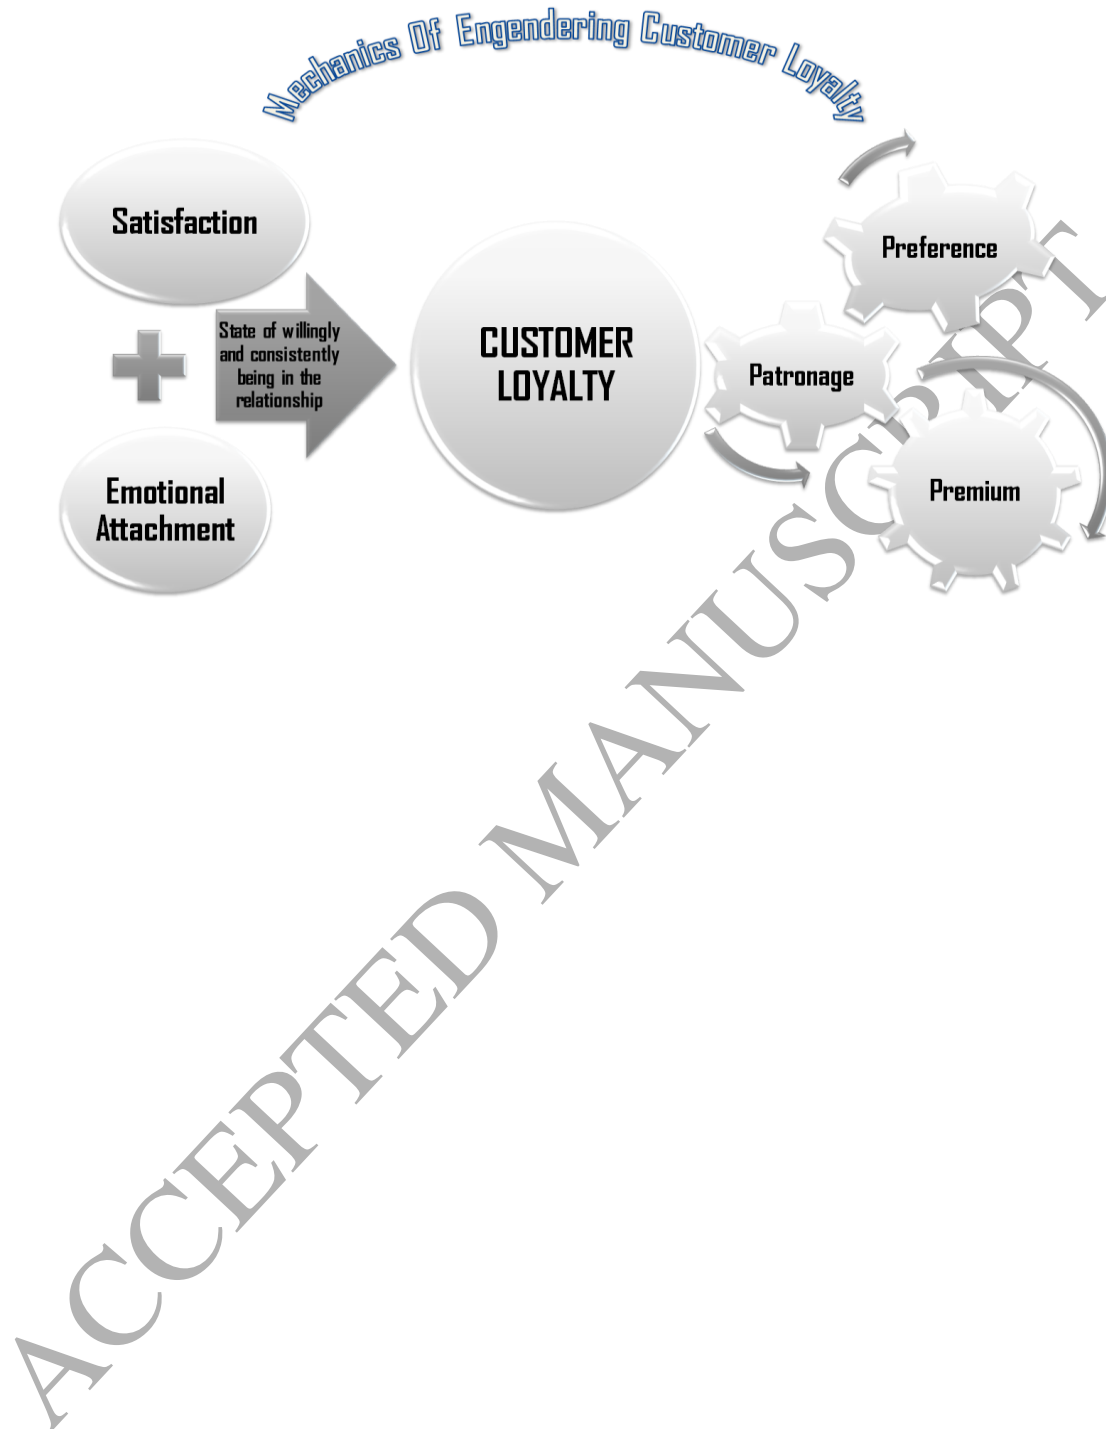 Mechanics Of Engendering Customer Loyalty
Satisfaction
State of willingly
and consistently
being in the
relationship
Emotional
Attachment
CUSTOMER
LOYALTY
Preference
Patronage
Premium
ACCEPTED MANUSCRIPT